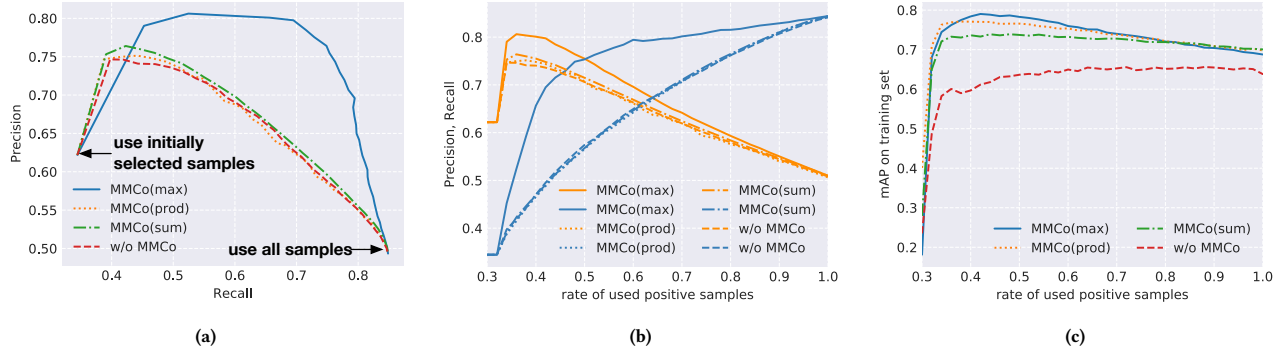 0.80
0.75
0.70
0.65
0.60
0.55
0.50
Precision
use initially
selected samples
MMCo(max)
MMCo(prod)
MMCo(sum)
w/o MMCo
use all samples
0.4 0.5 0.6 0.7 0.8
Recall
(a)
0.8
0.7
0.6
0.5
0.4
Precision, Recall
MMCo(max) MMCo(sum)
MMCo(max) MMCo(sum)
MMCo(prod) w/o MMCo
MMCo(prod) w/o MMCo
0.3 0.4 0.5 0.6 0.7 0.8 0.9 1.0
rate of used positive samples
(b)
0.8
0.7
0.6
0.5
0.4
0.3
0.2
mAP on training set
MMCo(max) MMCo(sum)
MMCo(prod) w/o MMCo
0.3 0.4 0.5 0.6 0.7 0.8 0.9 1.0
rate of used positive samples
(c)